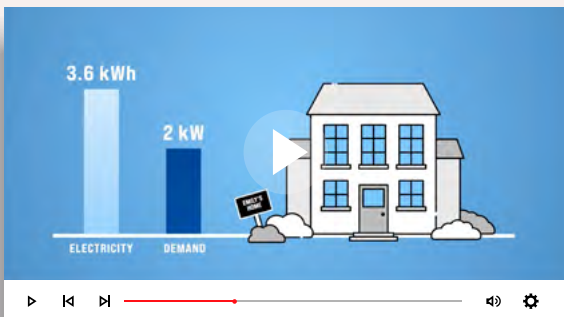 3.6 kWh
2 kW
EMILY'S
HOME
ELECTRICITY
DEMAND